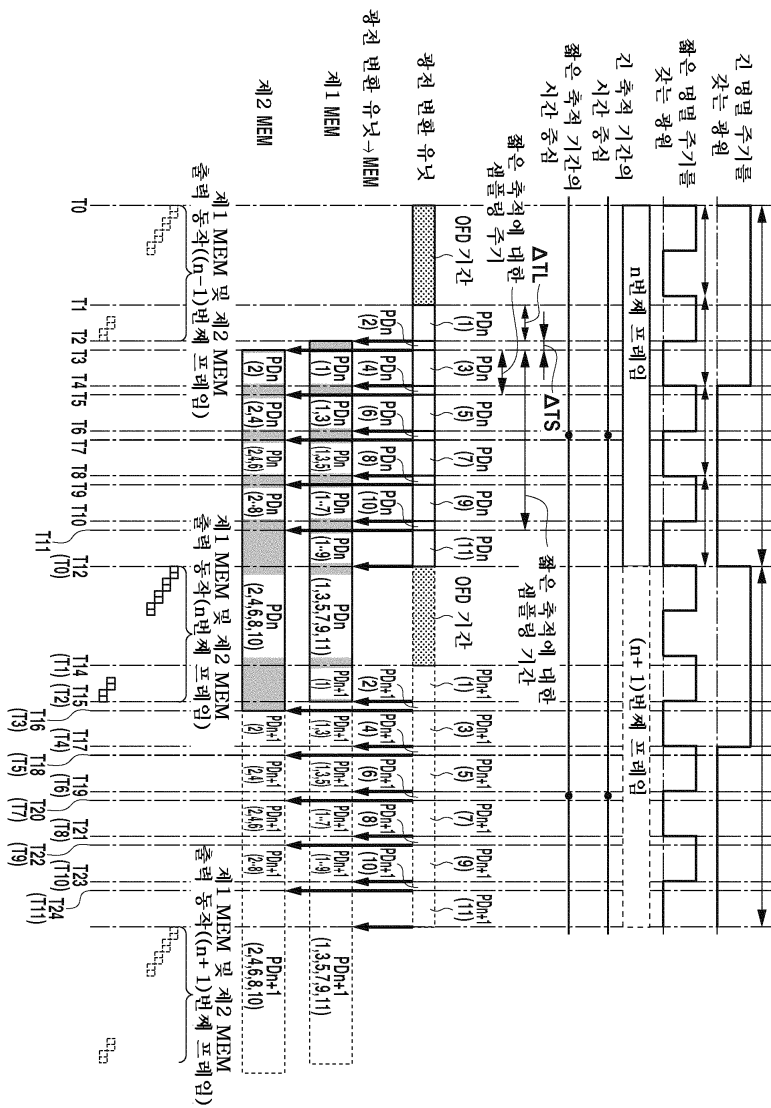 긴 명멸 주기를
갖는 광원
짧은 명멸 주기를
갖는 광원
n번째 프레임
(n+1)번째 프레임
긴 축적 기간의
시간 중심
짧은 축적 기간의
시간 중심
짧은 축적에 대한
샘플링 주기
ΔTL
ΔTS
짧은 축적에 대한
샘플링 기간
광전 변환 유닛
OFD 기간
PDn
(1)
PDn
(3)
PDn
(5)
PDn
(7)
PDn
(9)
PDn
(11)
OFD 기간
PDn+1
(1)
PDn+1
(3)
PDn+1
(5)
PDn+1
(7)
PDn+1
(9)
PDn+1
(11)
광전 변환 유닛→MEM
PDn
(2)
PDn
(4)
PDn
(6)
PDn
(8)
PDn
(10)
PDn+1
(2)
PDn+1
(4)
PDn+1
(6)
PDn+1
(8)
PDn+1
(10)
제1 MEM
PDn
(1)
PDn
(1,3)
PDn
(1,3,5)
PDn
(1~7)
PDn
(1~9)
PDn
(1,3,5,7,9,11)
PDn+1
(1)
PDn+1
(1,3)
PDn+1
(1,3,5)
PDn+1
(1~7)
PDn+1
(1~9)
PDn+1
(1,3,5,7,9,11)
제2 MEM
PDn
(2)
PDn
(2,4)
PDn
(2,4,6)
PDn
(2~8)
PDn
(2,4,6,8,10)
PDn+1
(2)
PDn+1
(2,4)
PDn+1
(2,4,6)
PDn+1
(2~8)
PDn+1
(2,4,6,8,10)
제1 MEM 및 제2 MEM
출력 동작((n-1)번째 프레임)
제1 MEM 및 제2 MEM
출력 동작(n번째 프레임)
제1 MEM 및 제2 MEM
출력 동작((n+1)번째 프레임)
T0
T1
T2
T3
T4
T5
T6
T7
T8
T9
T10
T11
T12
(T0)
T14
(T1)
T15
(T2)
T16
(T3)
T17
(T4)
T18
(T5)
T19
(T6)
T20
(T7)
T21
(T8)
T22
(T9)
T23
(T10)
T24
(T11)